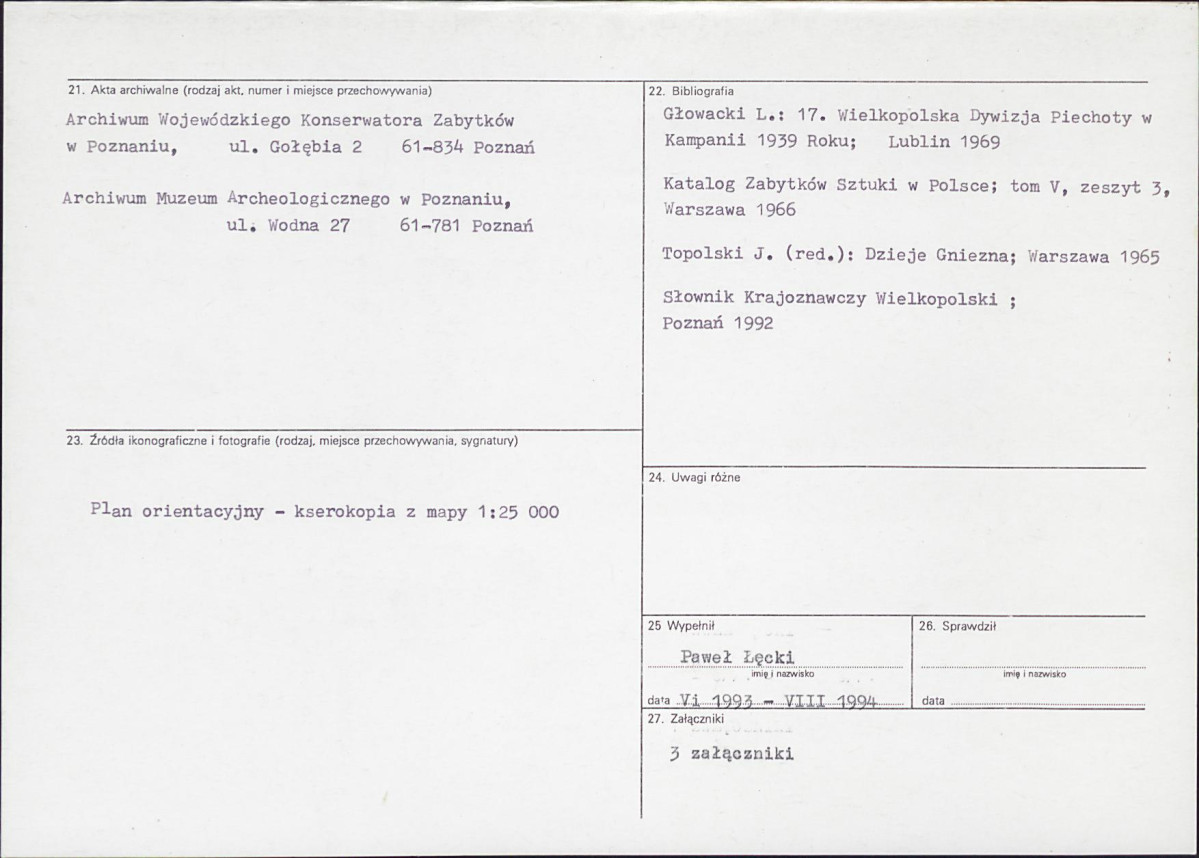 21. Akta archiwalne (rodzaj akt, numer i miejsce przechowywania)
Archiwum Wojewódzkiego Konserwatora Zabytków
w Poznaniu, ul. Gołębia 2 61-834 Poznań
Archiwum Muzeum Archeologicznego w Poznaniu,
ul. Wodna 27 61-781 Poznań
22. Bibliografia
Głowacki L.: 17. Wielkopolska Dywizja Piechoty w
Kampanii 1939 Roku; Lublin 1969
Katalog Zabytków Sztuki w Polsce; tom V, zeszyt 3,
Warszawa 1966
Topolski J. (red.): Dzieje Gniezna; Warszawa 1965
Słownik Krajoznawczy Wielkopolski ;
Poznań 1992
23. Źródła ikonograficzne i fotografie (rodzaj, miejsce przechowywania, sygnatury)
Plan orientacyjny - kserokopia z mapy 1:25 000
24. Uwagi różne
25 Wypełnił
Paweł Łęcki
imię i nazwisko
data Vi 1993 - VIII 1994
26. Sprawdził
imię i nazwisko
data
27. Załączniki
3 załączniki